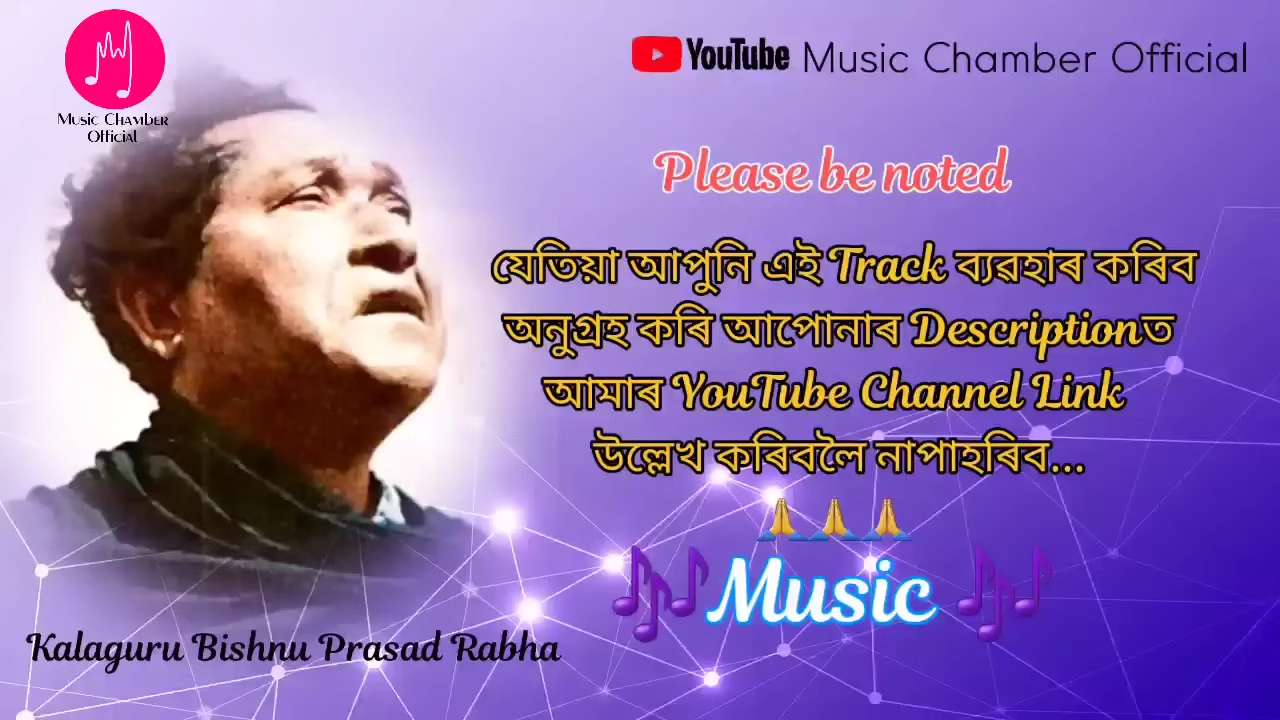 Music Chamber
Official
YouTube Music Chamber Official
Please be noted
যেতিয়া আপুনি এই Track ব্যৱহাৰ কৰিব
অনুগ্ৰহ কৰি আপোনাৰ Descriptionত
আমাৰ YouTube Channel Link
উল্লেখ কৰিবলৈ নাপাহৰিব...
🙏🙏🙏
🎶Music 🎶
Kalaguru Bishnu Prasad Rabha